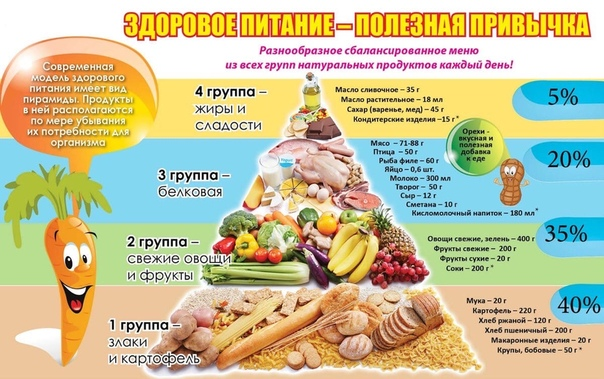 ЗДОРОВОЕ ПИТАНИЕ – ПОЛЕЗНАЯ ПРИВЫЧКА
Разнообразное сбалансированное меню
из всех групп натуральных продуктов каждый день!
Современная
модель здорового
питания имеет вид
пирамиды. Продукты
в ней располагаются
по мере убывания
их потребности для
организма
4 группа –
жиры и
сладости
Масло сливочное – 35 г
Масло растительное – 18 мл
Сахар (варенье, мед) – 45 г
Кондитерские изделия –15 г *
5%
3 группа –
белковая
Мясо – 71-88 г
Птица – 50 г
Рыба филе – 60 г
Яйцо – 0,6 шт.
Молоко – 300 мл
Творог – 50 г
Сыр – 12 г
Сметана – 10 г
Кисломолочный напиток – 180 мл *
Орехи -
вкусная и
полезная
добавка
к еде
20%
2 группа –
свежие овощи
и фрукты
Овощи свежие, зелень – 400 г
Фрукты свежие – 200 г
Фрукты сухие – 20 г
Соки – 200 г *
35%
1 группа –
злаки
и картофель
Мука – 20 г
Картофель – 220 г
Хлеб ржаной – 120 г
Хлеб пшеничный – 200 г
Макаронные изделия – 20 г
Крупы, бобовые – 50 г *
40%